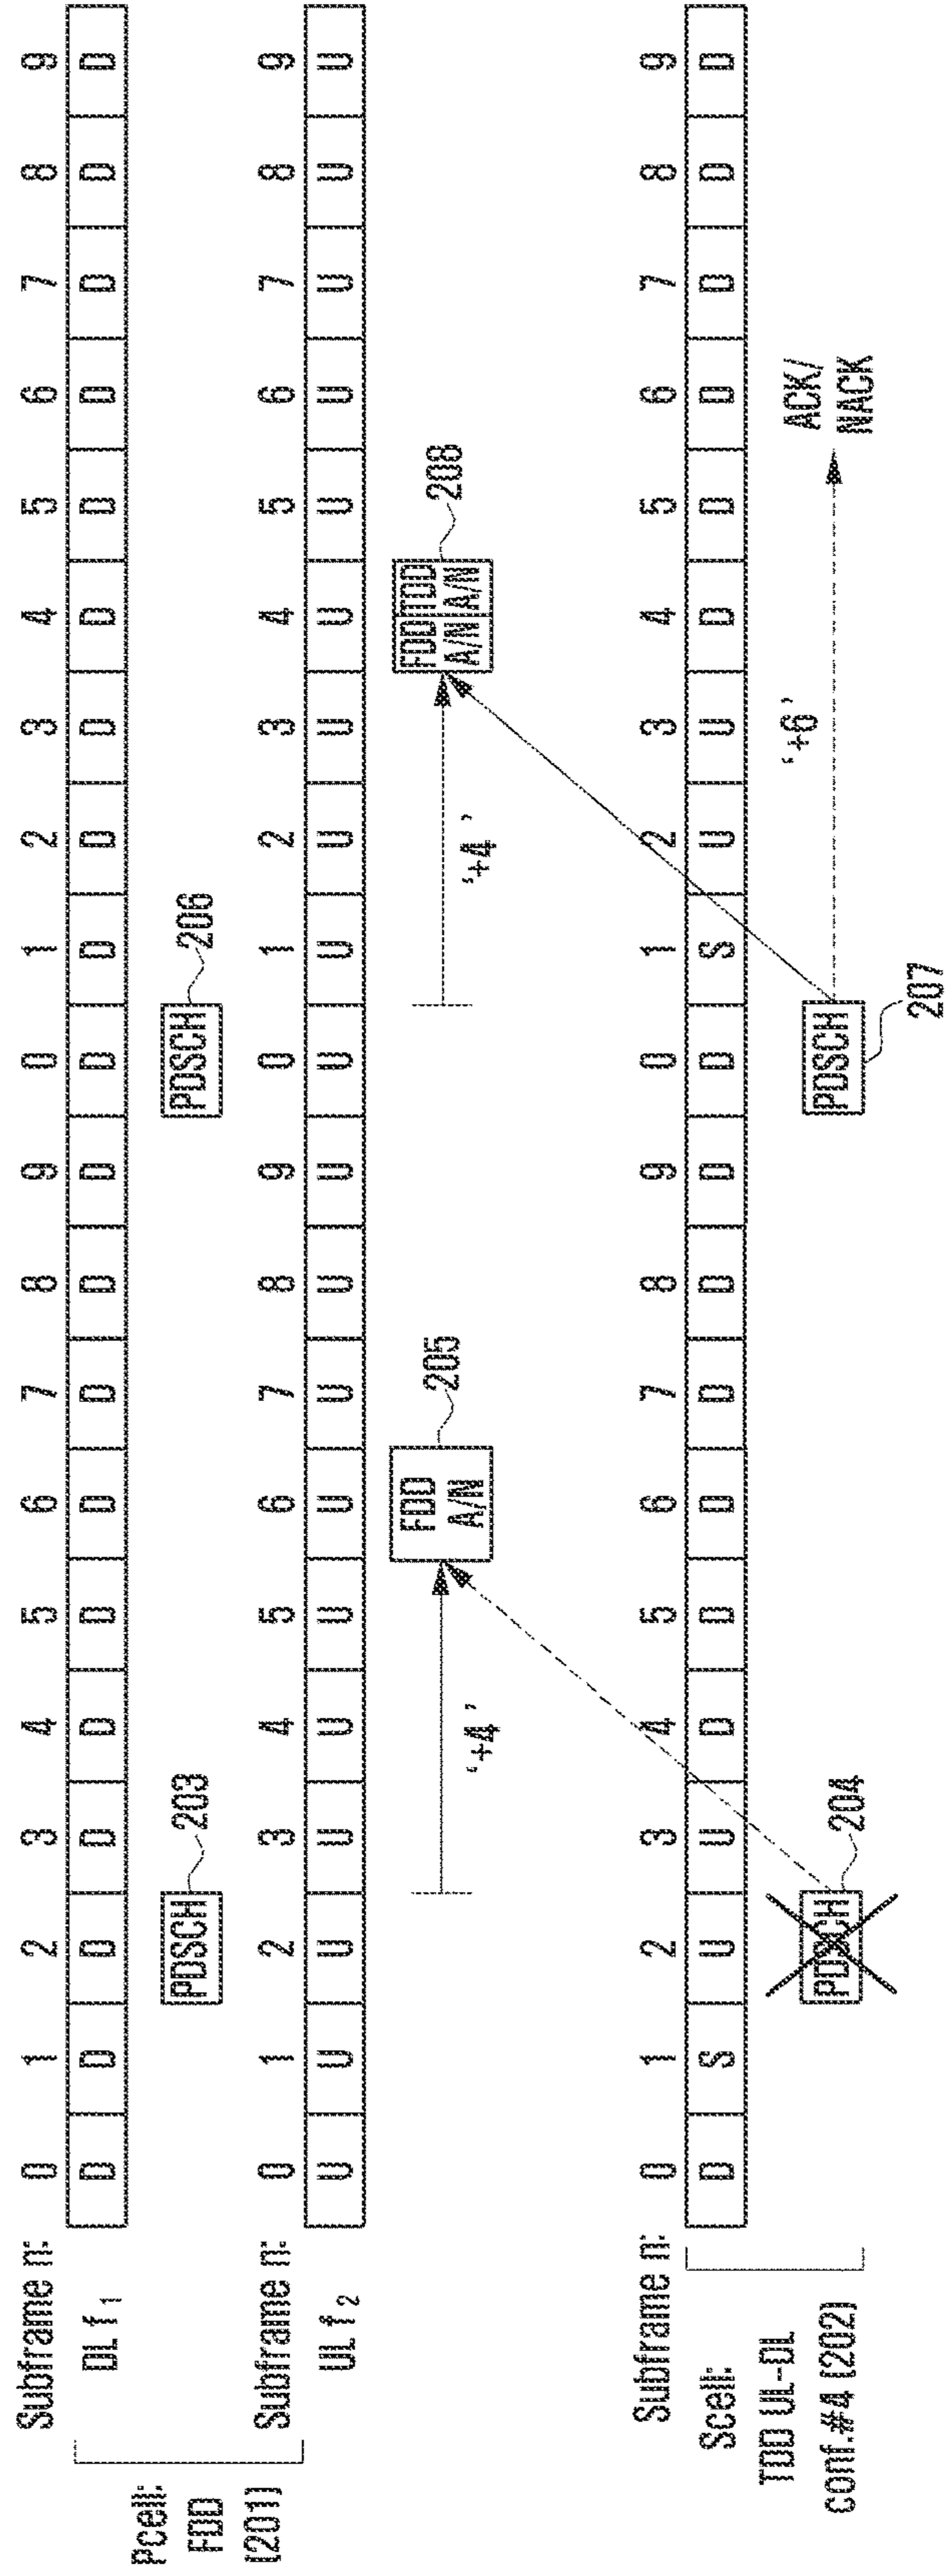 Subframe n: 0 1 2 3 4 5 6 7 8 9 0 1 2 3 4 5 6 7 8 9
DL f1 D D D D D D D D D D D D D D D D D D D D
Pcell:
FDD
(201)
PDSCH 203
PDSCH 206
Subframe n: 0 1 2 3 4 5 6 7 8 9 0 1 2 3 4 5 6 7 8 9
UL f2 U U U U U U U U U U U U U U U U U U U U
'+4'
FDD
A/N
205
'+4'
FDD TDD
A/N A/N
208
Subframe n: 0 1 2 3 4 5 6 7 8 9 0 1 2 3 4 5 6 7 8 9
Scell: D S U U D D D D D D D S U U D D D D D D
TDD UL-DL
conf.#4 (202)
PDSCH 204
PDSCH
207
'+6'
ACK/
NACK